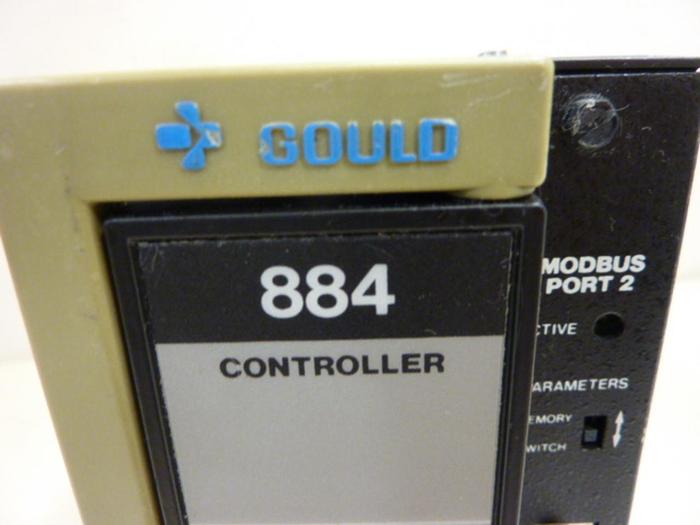 GOULD
884
CONTROLLER
MODBUS
PORT 2
CTIVE
ARAMETERS
EMORY
WITCH